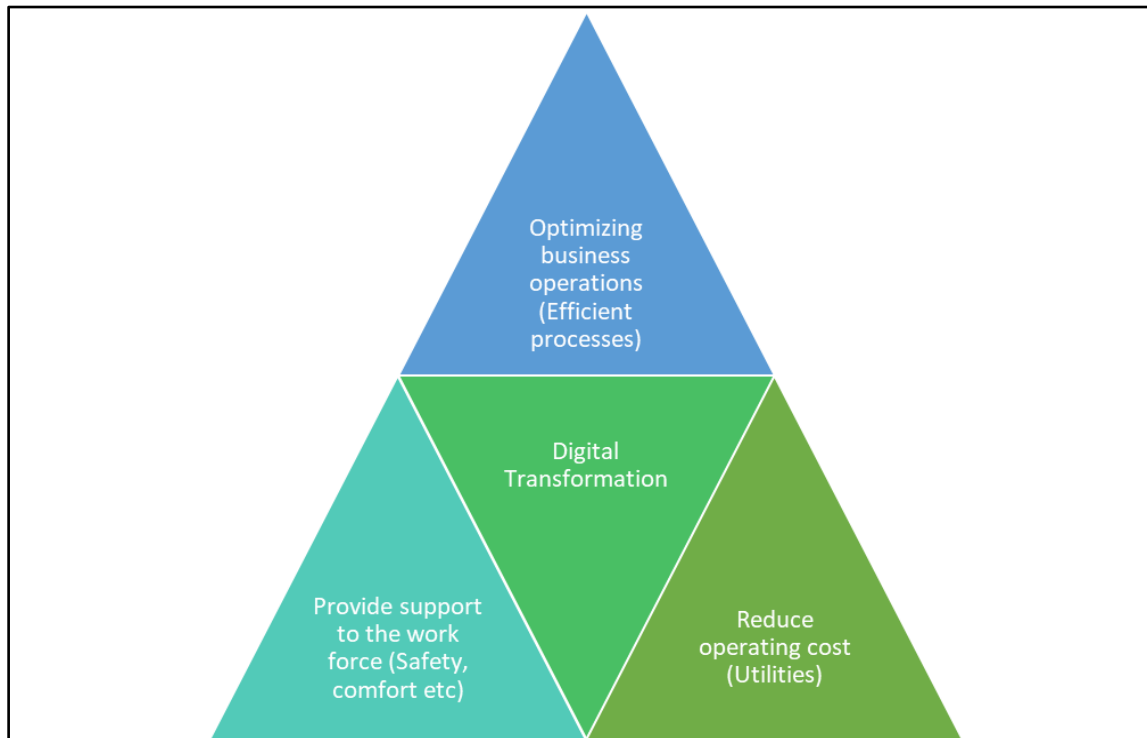 Optimizing
business
operations
(Efficient
processes)
Digital
Transformation
Provide support
to the work
force (Safety,
comfort etc)
Reduce
operating cost
(Utilities)